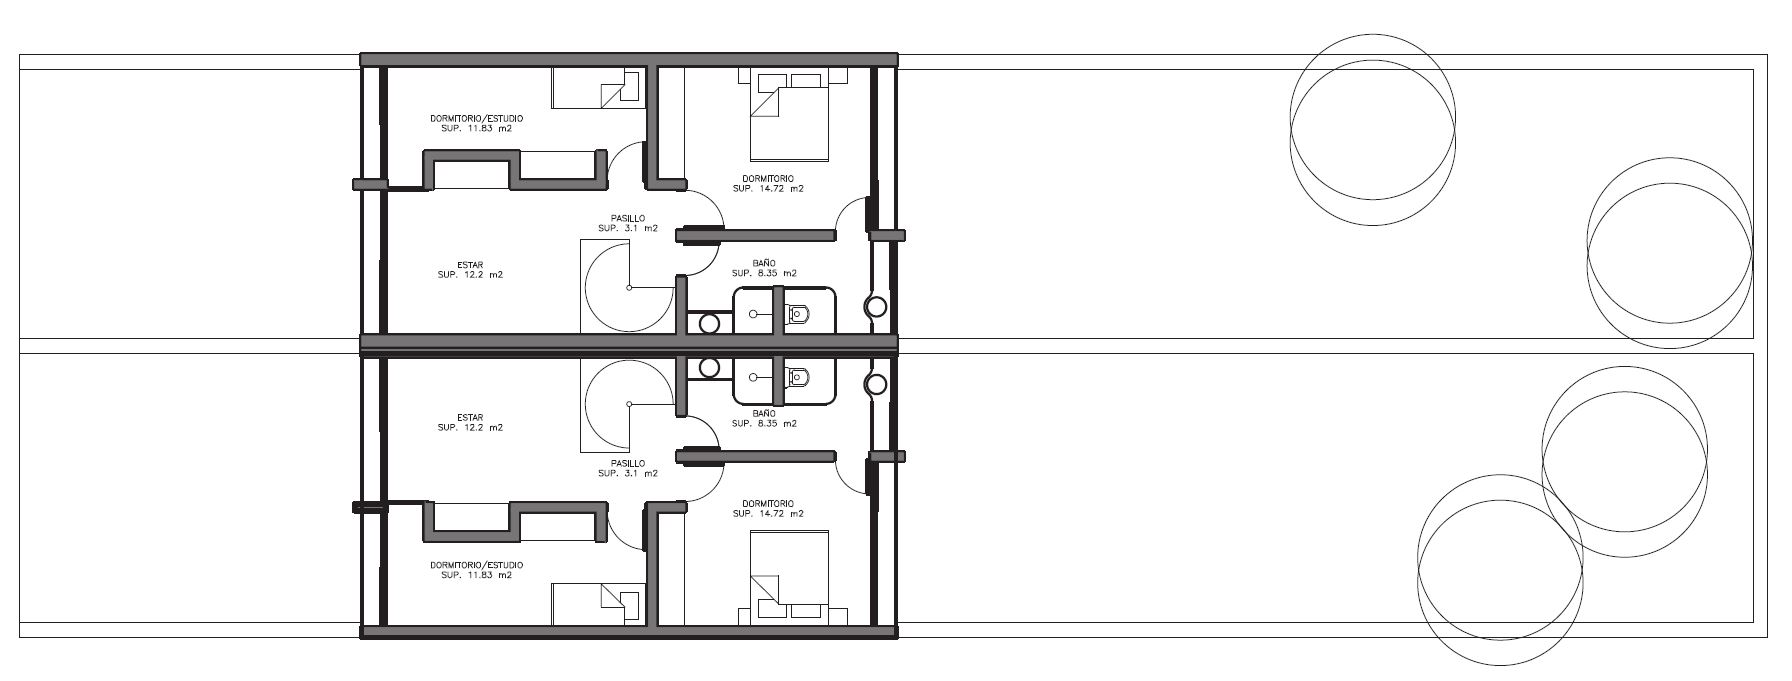 DORMITORIO/ESTUDIO
SUP. 11.83 m2
DORMITORIO
SUP. 14.72 m2
PASILLO
SUP. 3.1 m2
ESTAR
SUP. 12.2 m2
BAÑO
SUP. 8.35 m2
ESTAR
SUP. 12.2 m2
BAÑO
SUP. 8.35 m2
PASILLO
SUP. 3.1 m2
DORMITORIO
SUP. 14.72 m2
DORMITORIO/ESTUDIO
SUP. 11.83 m2